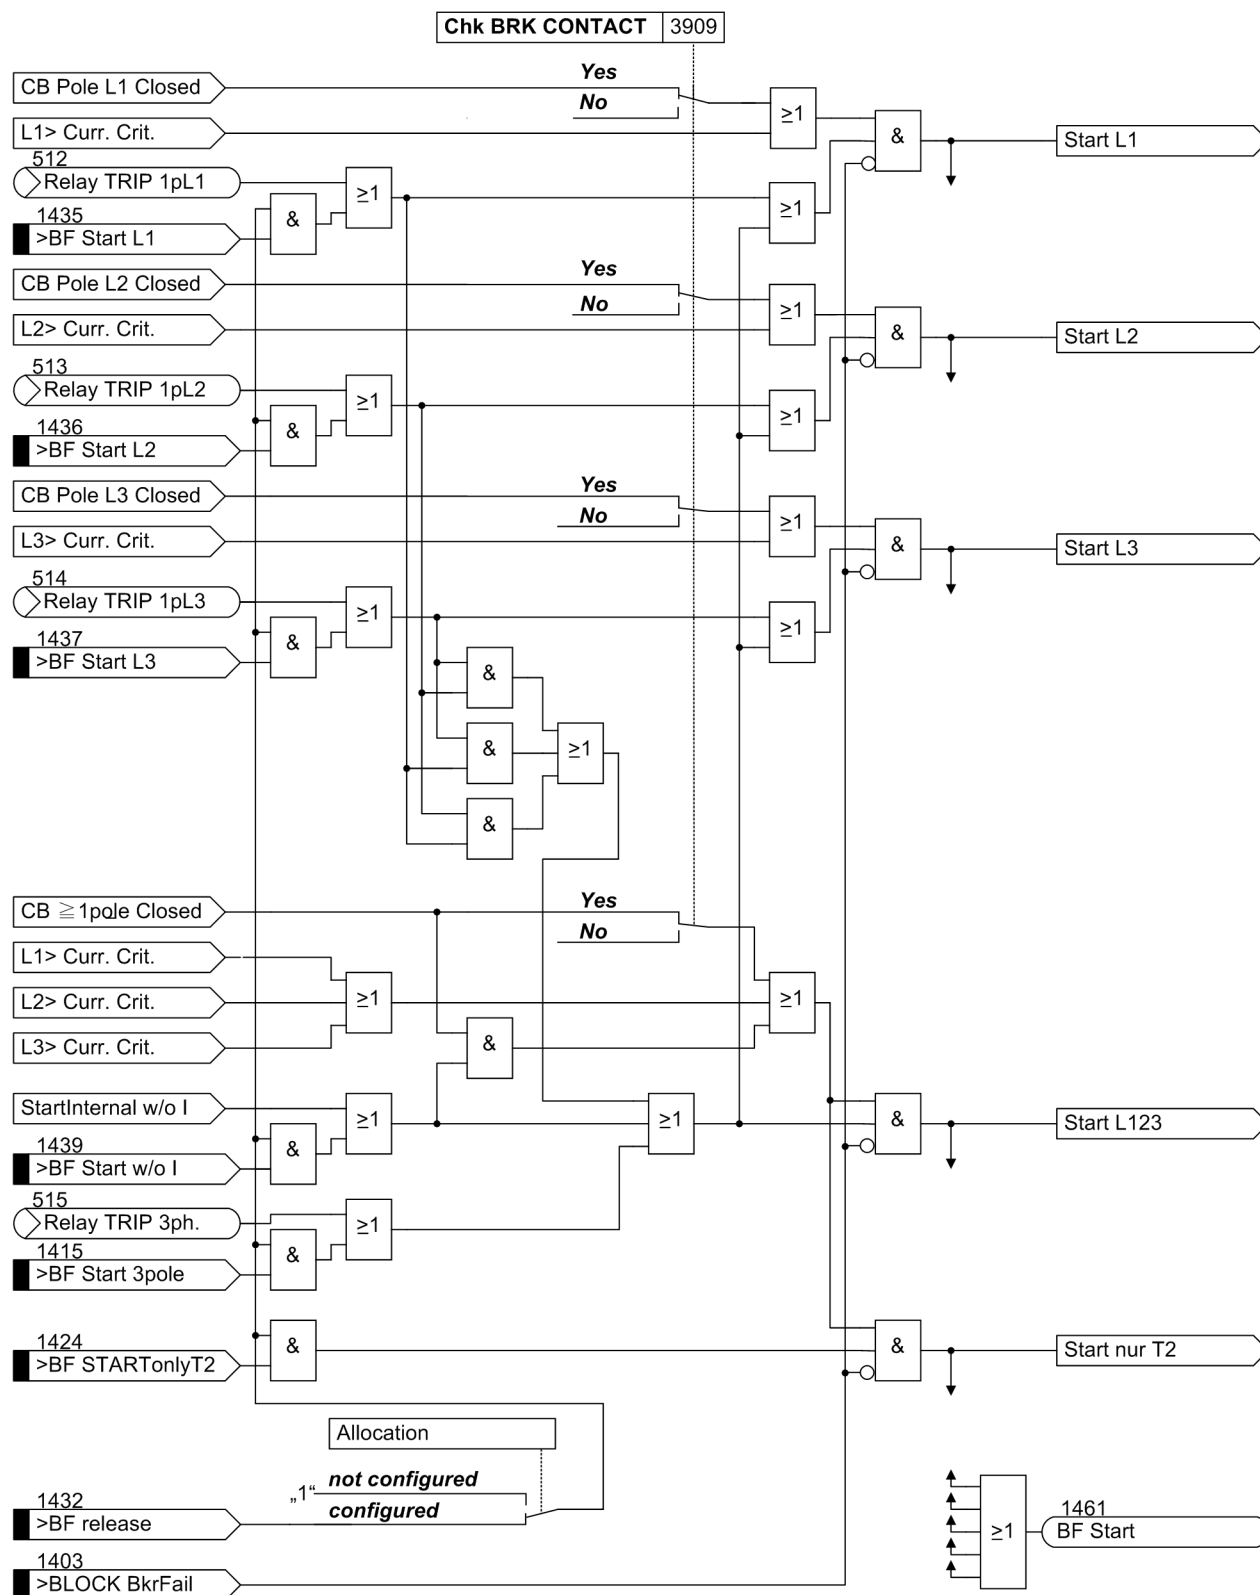 Chk BRK CONTACT 3909
CB Pole L1 Closed
Yes
No
≥1
L1> Curr. Crit.
&
Start L1
512
Relay TRIP 1pL1
≥1
1435
>BF Start L1
&
≥1
CB Pole L2 Closed
Yes
No
≥1
L2> Curr. Crit.
&
Start L2
513
Relay TRIP 1pL2
≥1
1436
>BF Start L2
&
≥1
CB Pole L3 Closed
Yes
No
≥1
L3> Curr. Crit.
&
Start L3
514
Relay TRIP 1pL3
≥1
1437
>BF Start L3
&
≥1
&
&
≥1
&
CB ≧1pole Closed
Yes
No
L1> Curr. Crit.
L2> Curr. Crit.
≥1
≥1
L3> Curr. Crit.
&
StartInternal w/o I
≥1
≥1
&
Start L123
1439
>BF Start w/o I
&
515
Relay TRIP 3ph.
≥1
1415
>BF Start 3pole
&
1424
>BF STARTonlyT2
&
&
Start nur T2
Allocation
„1“
not configured
configured
1432
>BF release
≥1
1461
BF Start
1403
>BLOCK BkrFail